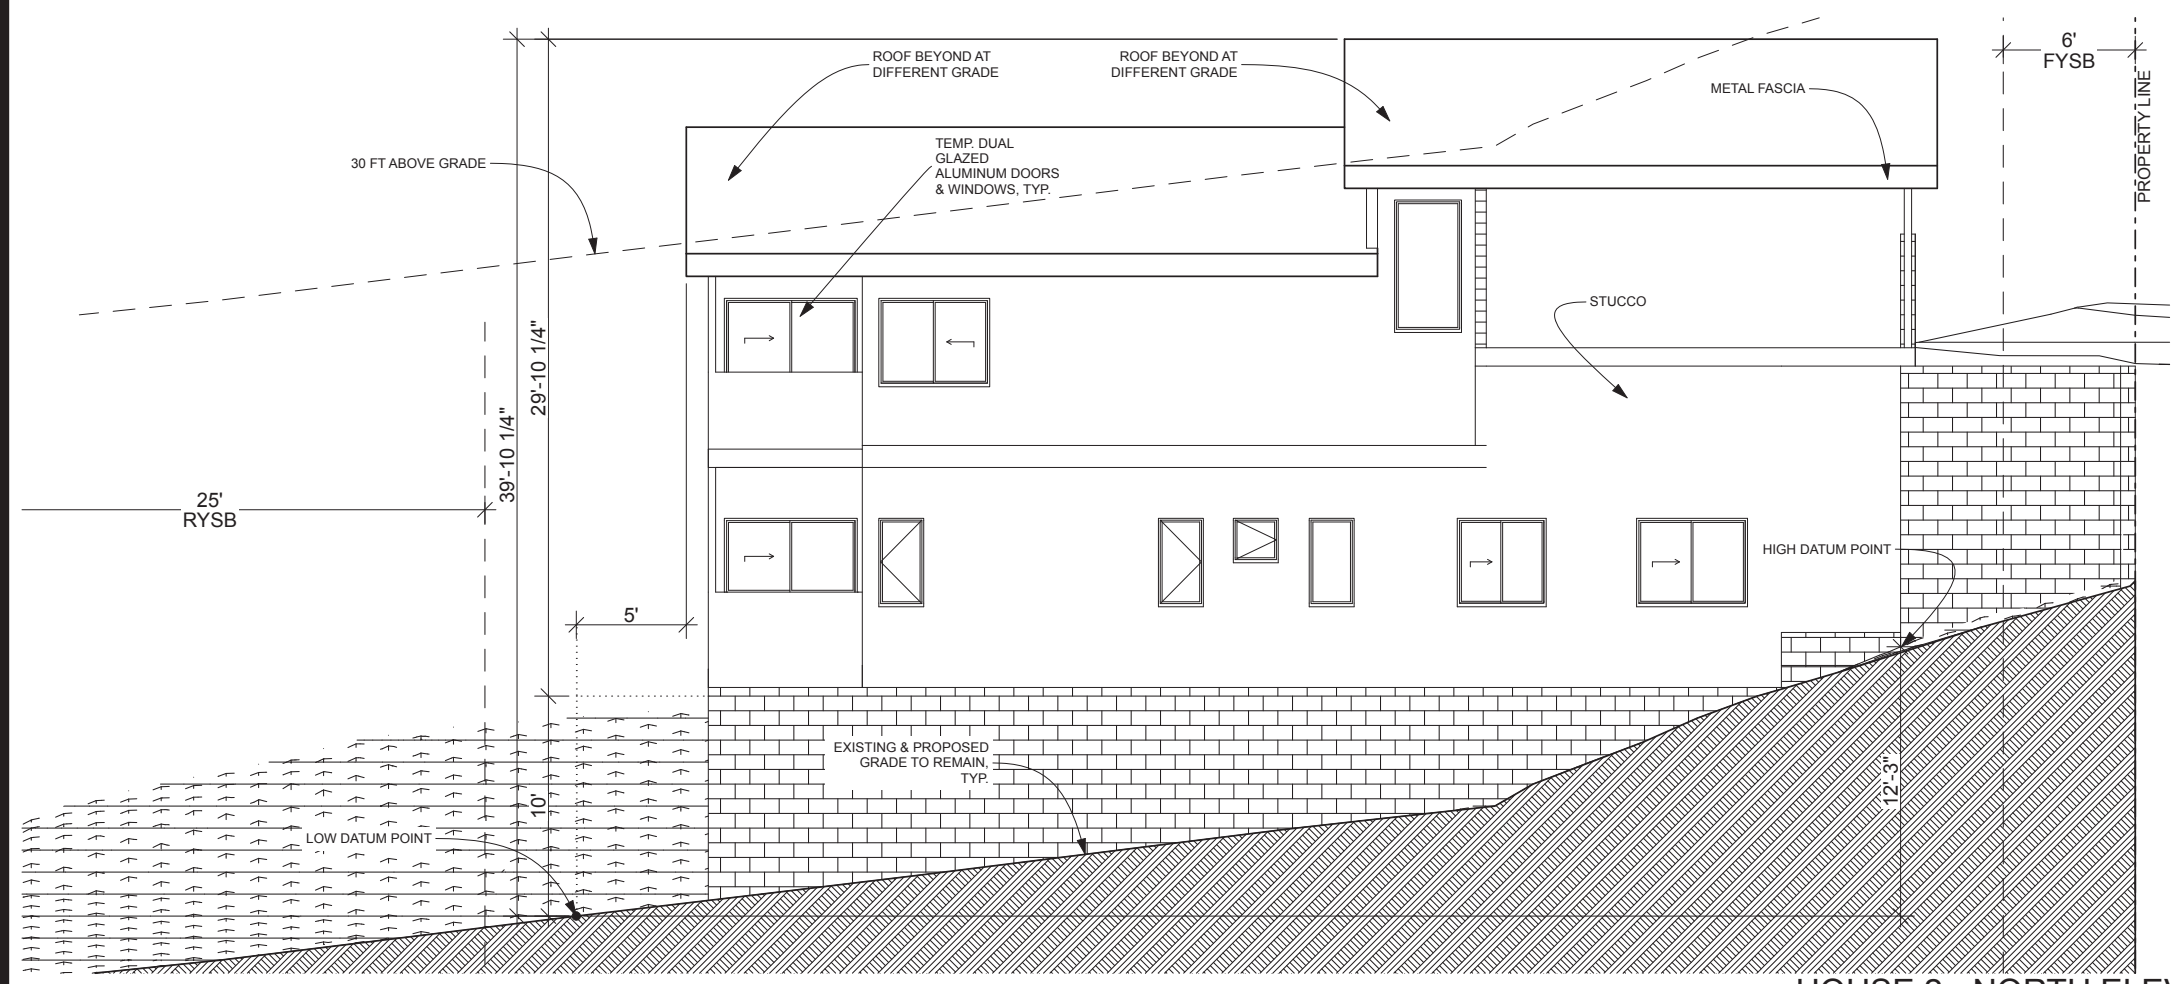 ROOF BEYOND AT
DIFFERENT GRADE
ROOF BEYOND AT
DIFFERENT GRADE
6'
FYSB
METAL FASCIA
PROPERTY LINE
30 FT ABOVE GRADE
TEMP. DUAL
GLAZED
ALUMINUM DOORS
& WINDOWS, TYP.
STUCCO
29'-10 1/4"
39'-10 1/4"
25'
RYSB
HIGH DATUM POINT
5'
EXISTING & PROPOSED
GRADE TO REMAIN,
TYP.
12'-3"
10'
LOW DATUM POINT